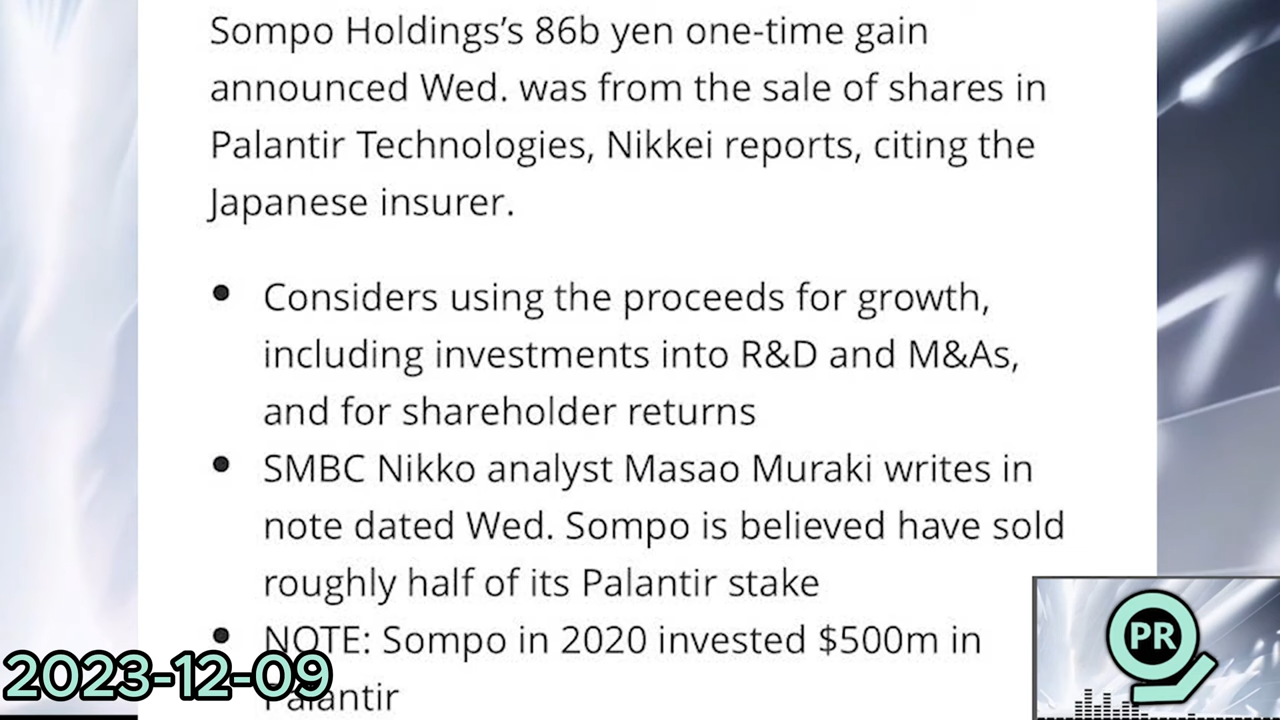 Sompo Holdings’s 86b yen one-time gain
announced Wed. was from the sale of shares in
Palantir Technologies, Nikkei reports, citing the
Japanese insurer.
• Considers using the proceeds for growth,
including investments into R&D and M&As,
and for shareholder returns
• SMBC Nikko analyst Masao Muraki writes in
note dated Wed. Sompo is believed have sold
roughly half of its Palantir stake
• NOTE: Sompo in 2020 invested $500m in
Palantir
2023-12-09
PR